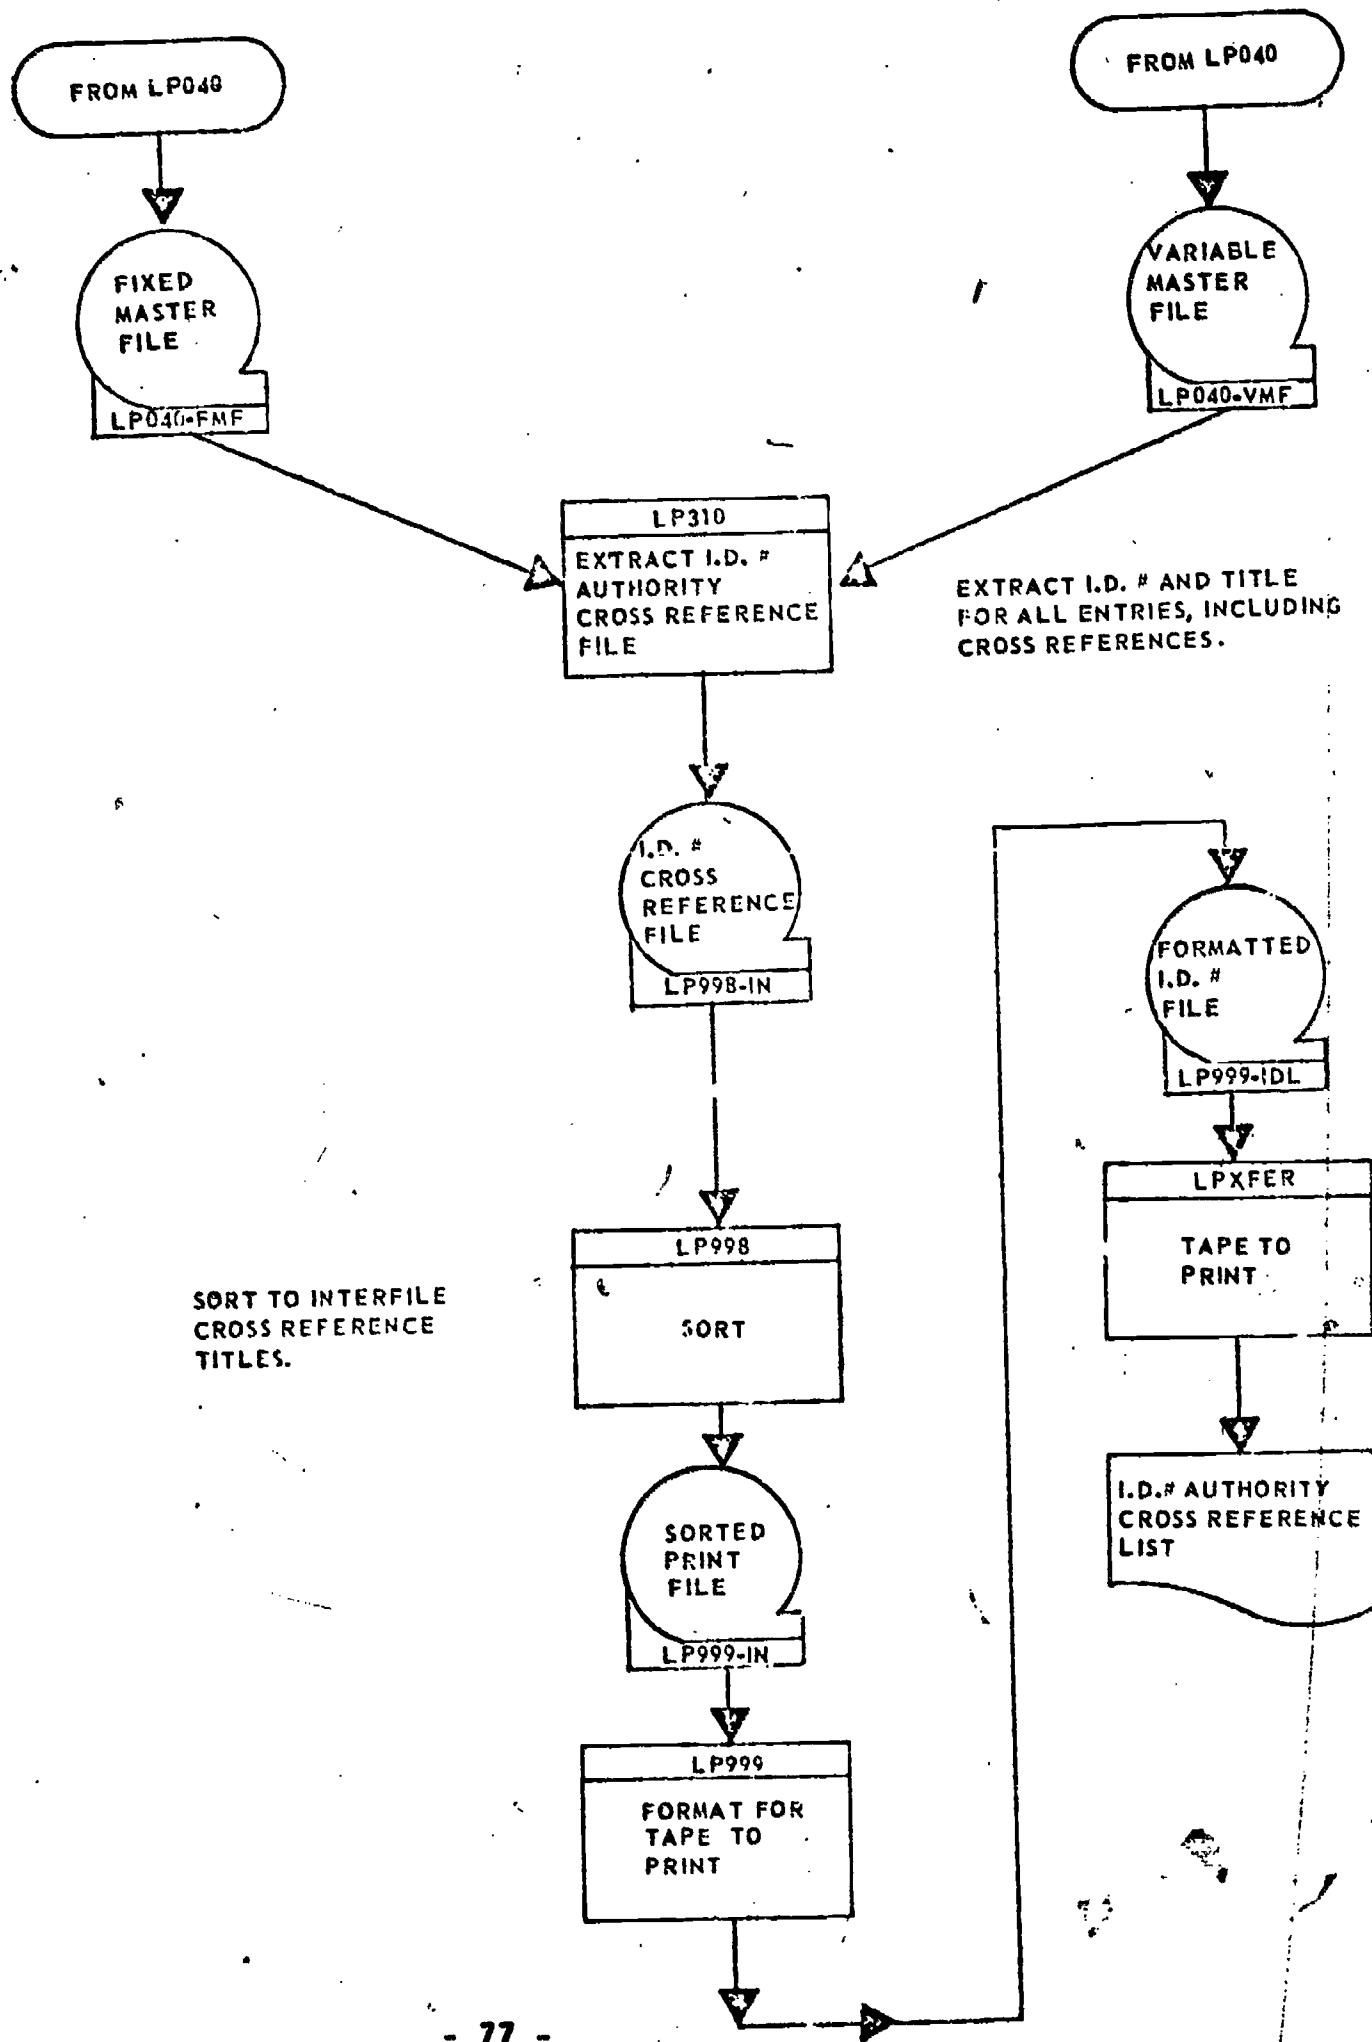 FROM LP040
FROM LP040
FIXED
MASTER
FILE
LP040-FMF
VARIABLE
MASTER
FILE
LP040-VMF
LP310
EXTRACT I.D. #
AUTHORITY
CROSS REFERENCE
FILE
EXTRACT I.D. # AND TITLE
FOR ALL ENTRIES, INCLUDING
CROSS REFERENCES.
I.D. #
CROSS
REFERENCE
FILE
LP998-IN
LP998
SORT
SORT TO INTERFILE
CROSS REFERENCE
TITLES.
SORTED
PRINT
FILE
LP999-IN
LP999
FORMAT FOR
TAPE TO
PRINT
FORMATTED
I.D. #
FILE
LP999-IDL
LPXFER
TAPE TO
PRINT
I.D.# AUTHORITY
CROSS REFERENCE
LIST
- 77 -